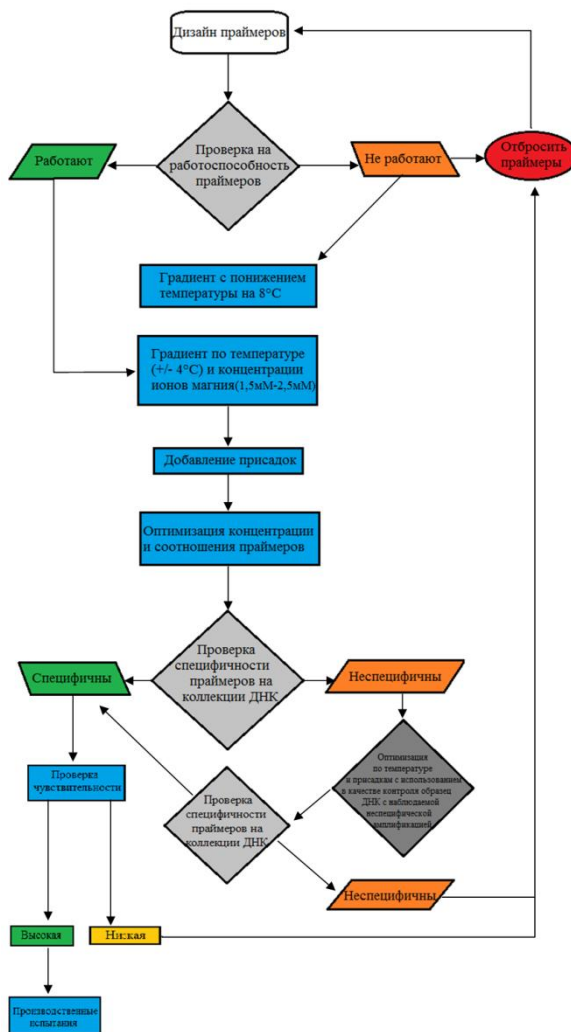 Дизайн праймеров
Проверка на
работоспособность
праймеров
Работают
Не работают
Отбросить
праймеры
Градиент с понижением
температуры на 8°C
Градиент по температуре
(+/- 4°C) и концентрации
ионов магния(1,5мМ-2,5мМ)
Добавление присадок
Оптимизация концентрации
и соотношения праймеров
Проверка
специфичности
праймеров на
коллекции ДНК
Специфичны
Неспецифичны
Оптимизация
по температуре
и присадкам с использованием
в качестве контроля образец
ДНК с наблюдаемой
неспецифической
амплификацией
Проверка
чувствительности
Проверка
специфичности
праймеров на
коллекции ДНК
Неспецифичны
Высокая
Низкая
Производственные
испытания